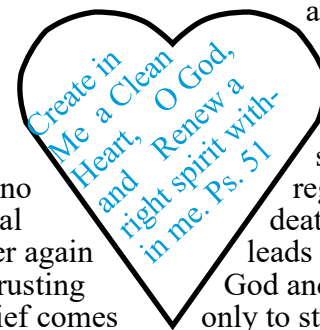 Create in
Me a Clean
Heart, O God,
and Renew a
right spirit with-
in me. Ps. 51
a
no
al
er again
rusting
ief comes
s
reg
death
leads
God and
only to st